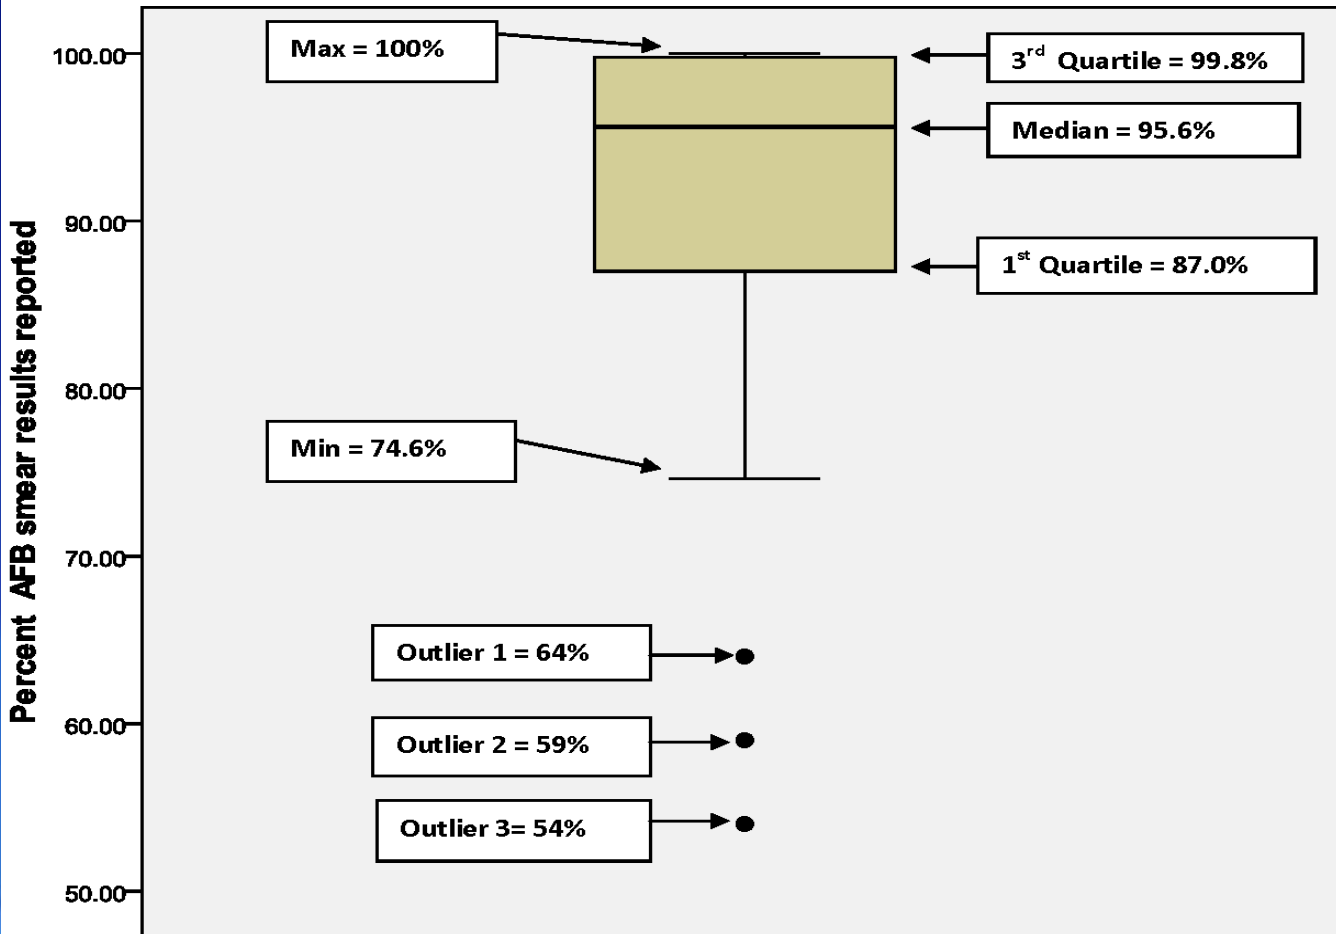 Percent AFB smear results reported
100.00
90.00
80.00
70.00
60.00
50.00
Max = 100%
3rd Quartile = 99.8%
Median = 95.6%
1st Quartile = 87.0%
Min = 74.6%
Outlier 1 = 64%
Outlier 2 = 59%
Outlier 3= 54%